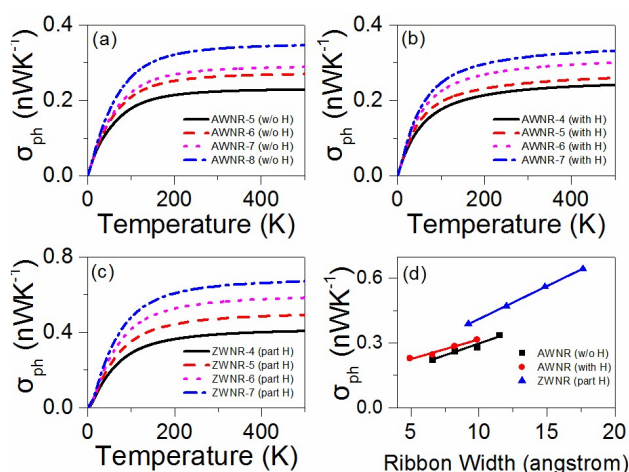 (a)
σph (nWK-1)
0.4
0.2
0.0
AWNR-5 (w/o H)
AWNR-6 (w/o H)
AWNR-7 (w/o H)
AWNR-8 (w/o H)
0 200 400
Temperature (K)
(b)
σph (nWK-1)
0.4
0.2
0.0
AWNR-4 (with H)
AWNR-5 (with H)
AWNR-6 (with H)
AWNR-7 (with H)
0 200 400
Temperature (K)
(c)
σph (nWK-1)
0.8
0.4
0.0
ZWNR-4 (part H)
ZWNR-5 (part H)
ZWNR-6 (part H)
ZWNR-7 (part H)
0 200 400
Temperature (K)
(d)
σph (nWK-1)
0.6
0.3
0.0
AWNR (w/o H)
AWNR (with H)
ZWNR (part H)
5 10 15 20
Ribbon Width (angstrom)